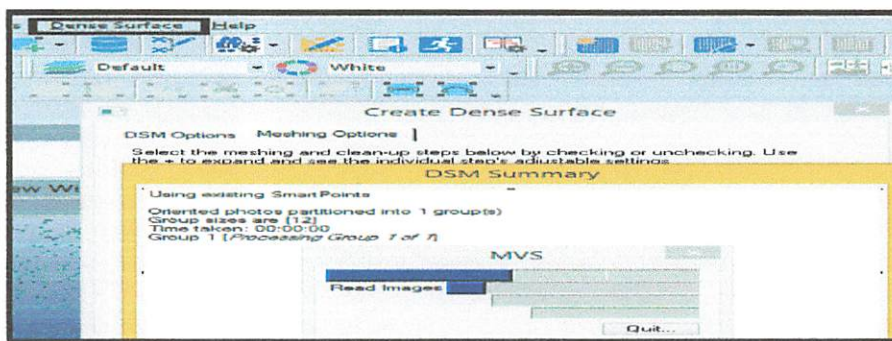 s Dense Surface Help
Default White
Create Dense Surface
DSM Options Meshing Options
Select the meshing and clean-up steps below by checking or unchecking. Use
the + to expand and see the individual step's adjustable settings
ew Wi
DSM Summary
Using existing SmartPoints
Oriented photos partitioned into 1 group(s)
Group sizes are [12]
Time taken: 00:00:00
Group 1 [Processing Group 1 of 1]
MVS
Read Images
Quit...